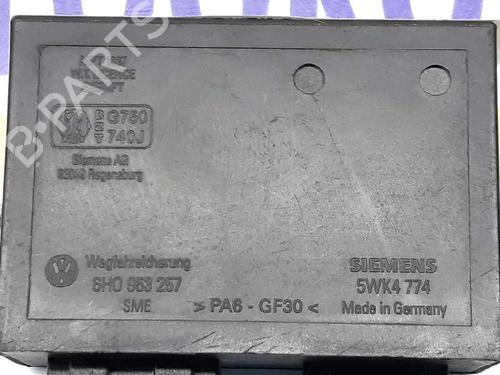 G750
BZT 740J
Siemens AG
93049 Regensburg
Wegfahrsicherung
6H0 953 257
SME
> PA6 - GF30 <
SIEMENS
5WK4 774
Made in Germany
B-PARTS